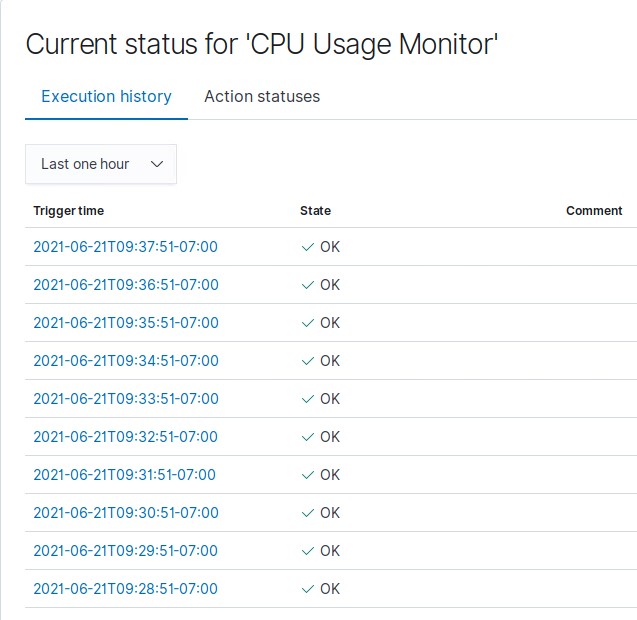 Current status for 'CPU Usage Monitor'
Execution history Action statuses
Last one hour
Trigger time State Comment
2021-06-21T09:37:51-07:00 OK
2021-06-21T09:36:51-07:00 OK
2021-06-21T09:35:51-07:00 OK
2021-06-21T09:34:51-07:00 OK
2021-06-21T09:33:51-07:00 OK
2021-06-21T09:32:51-07:00 OK
2021-06-21T09:31:51-07:00 OK
2021-06-21T09:30:51-07:00 OK
2021-06-21T09:29:51-07:00 OK
2021-06-21T09:28:51-07:00 OK